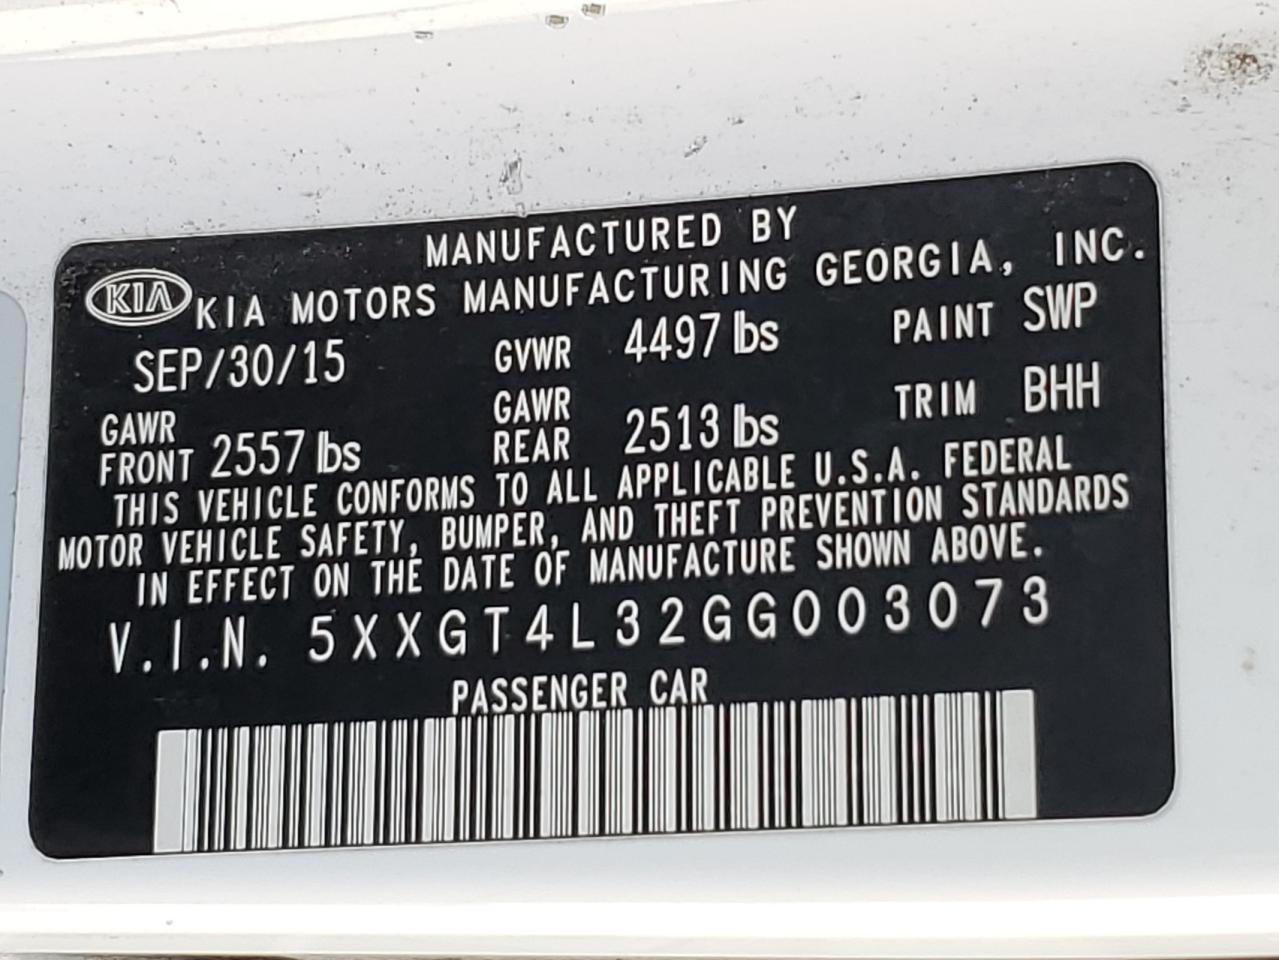 MANUFACTURED BY
KIA KIA MOTORS MANUFACTURING GEORGIA, INC.
SEP/30/15 GVWR 4497 lbs PAINT SWP
GAWR FRONT 2557 lbs GAWR REAR 2513 lbs TRIM BHH
THIS VEHICLE CONFORMS TO ALL APPLICABLE U.S.A. FEDERAL
MOTOR VEHICLE SAFETY, BUMPER, AND THEFT PREVENTION STANDARDS
IN EFFECT ON THE DATE OF MANUFACTURE SHOWN ABOVE.
V.I.N. 5XXGT4L32GG003073
PASSENGER CAR